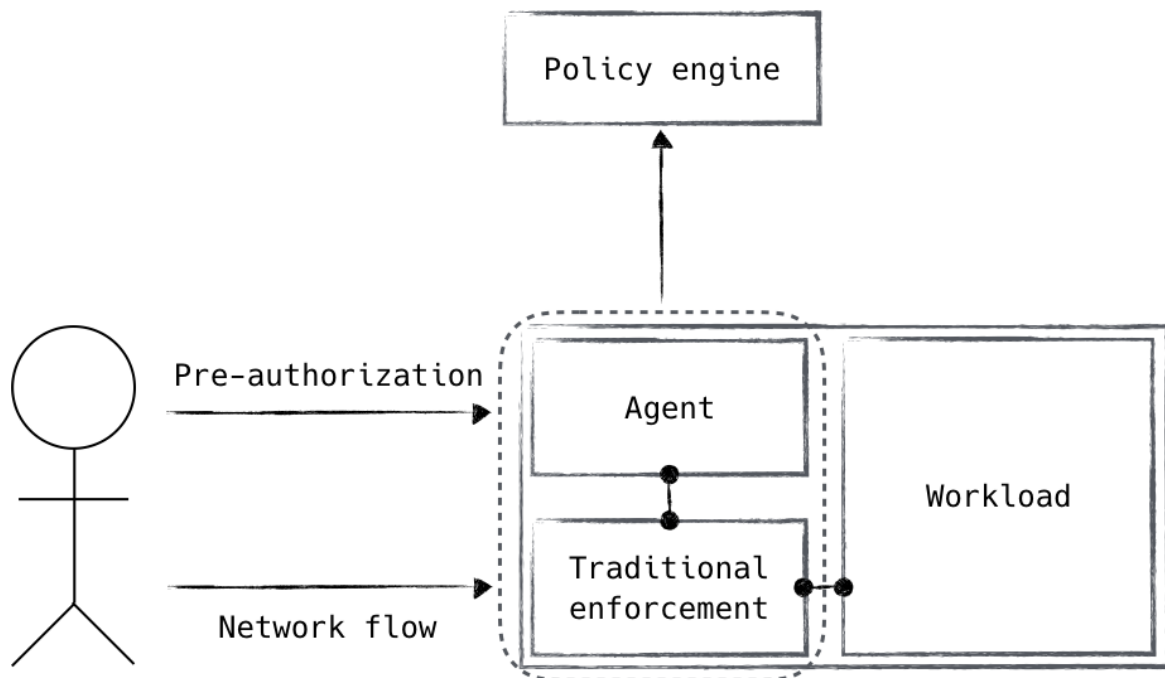 Policy engine
Pre-authorization
Agent
Workload
Traditional
enforcement
Network flow